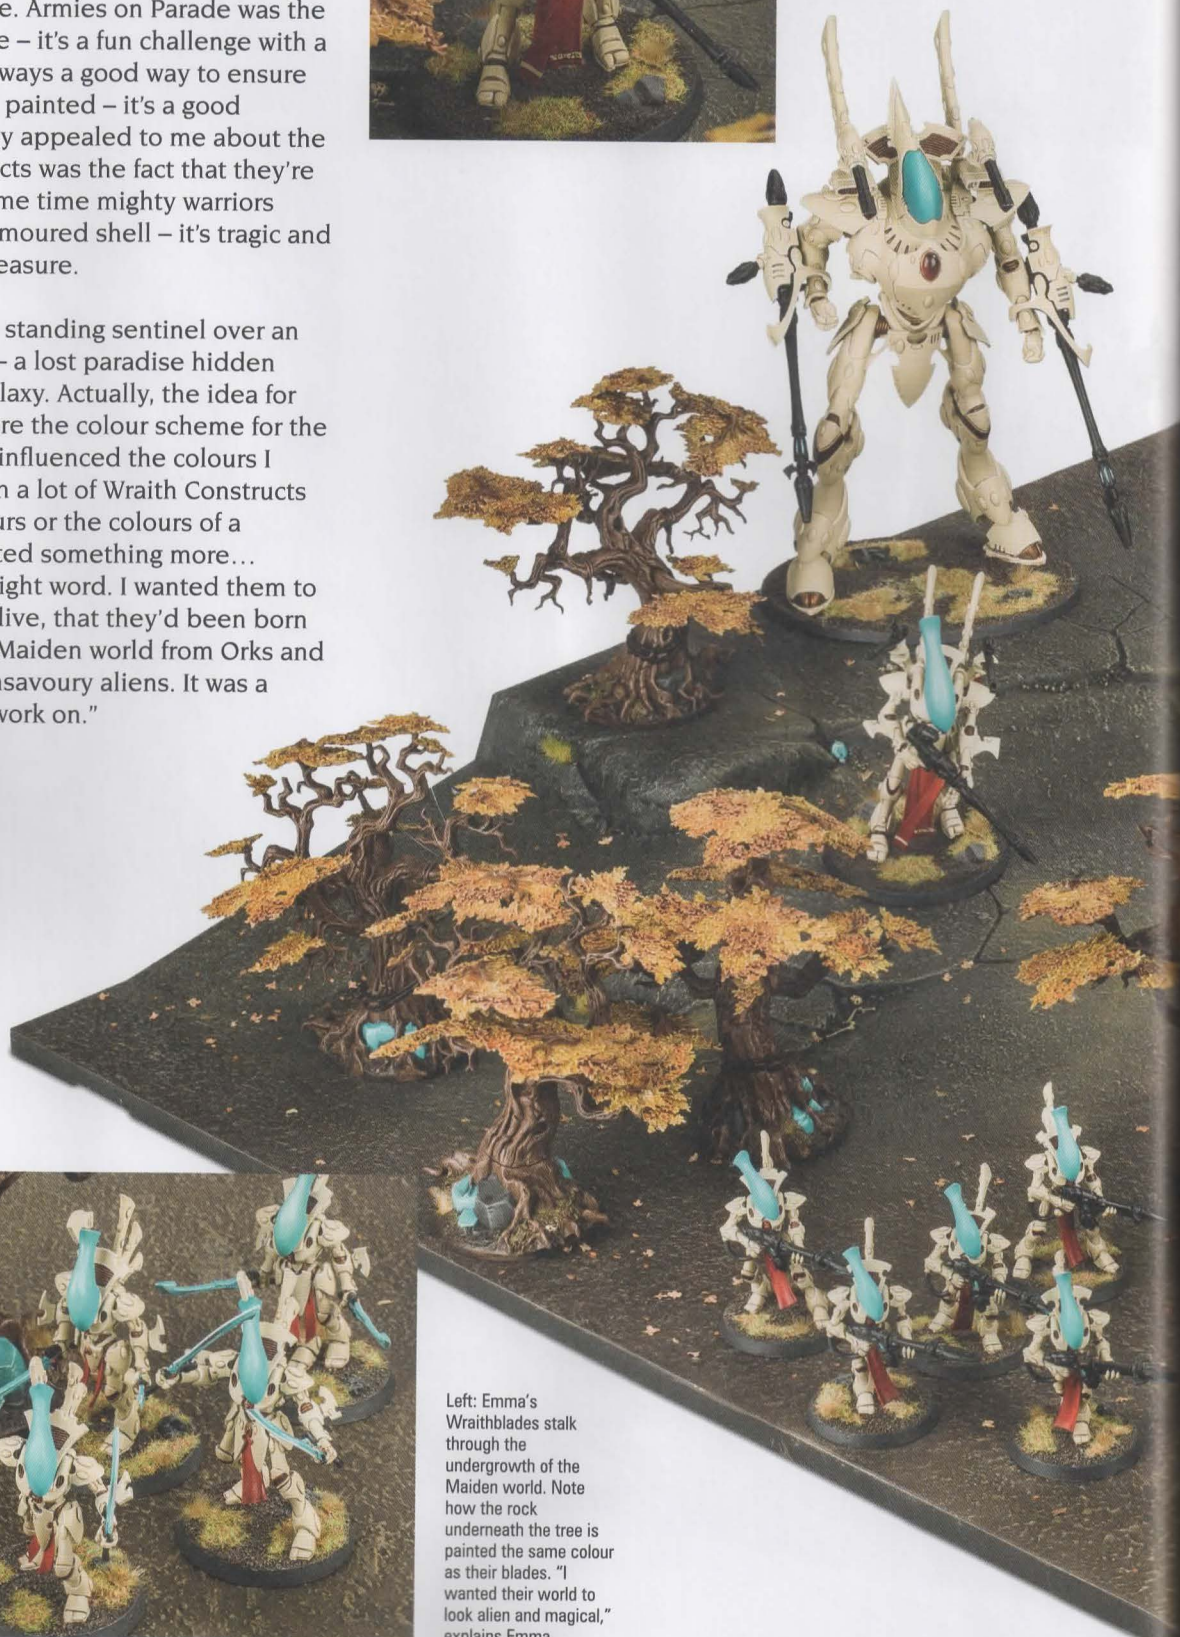 e. Armies on Parade was the
e – it's a fun challenge with a
ways a good way to ensure
painted – it's a good
y appealed to me about the
cts was the fact that they're
me time mighty warriors
moured shell – it's tragic and
easure.
standing sentinel over an
– a lost paradise hidden
laxy. Actually, the idea for
re the colour scheme for the
influenced the colours I
n a lot of Wraith Constructs
urs or the colours of a
ted something more…
ight word. I wanted them to
live, that they'd been born
Maiden world from Orks and
nsavoury aliens. It was a
work on."
Left: Emma's
Wraithblades stalk
through the
undergrowth of the
Maiden world. Note
how the rock
underneath the tree is
painted the same colour
as their blades. "I
wanted their world to
look alien and magical,"
explains Emma